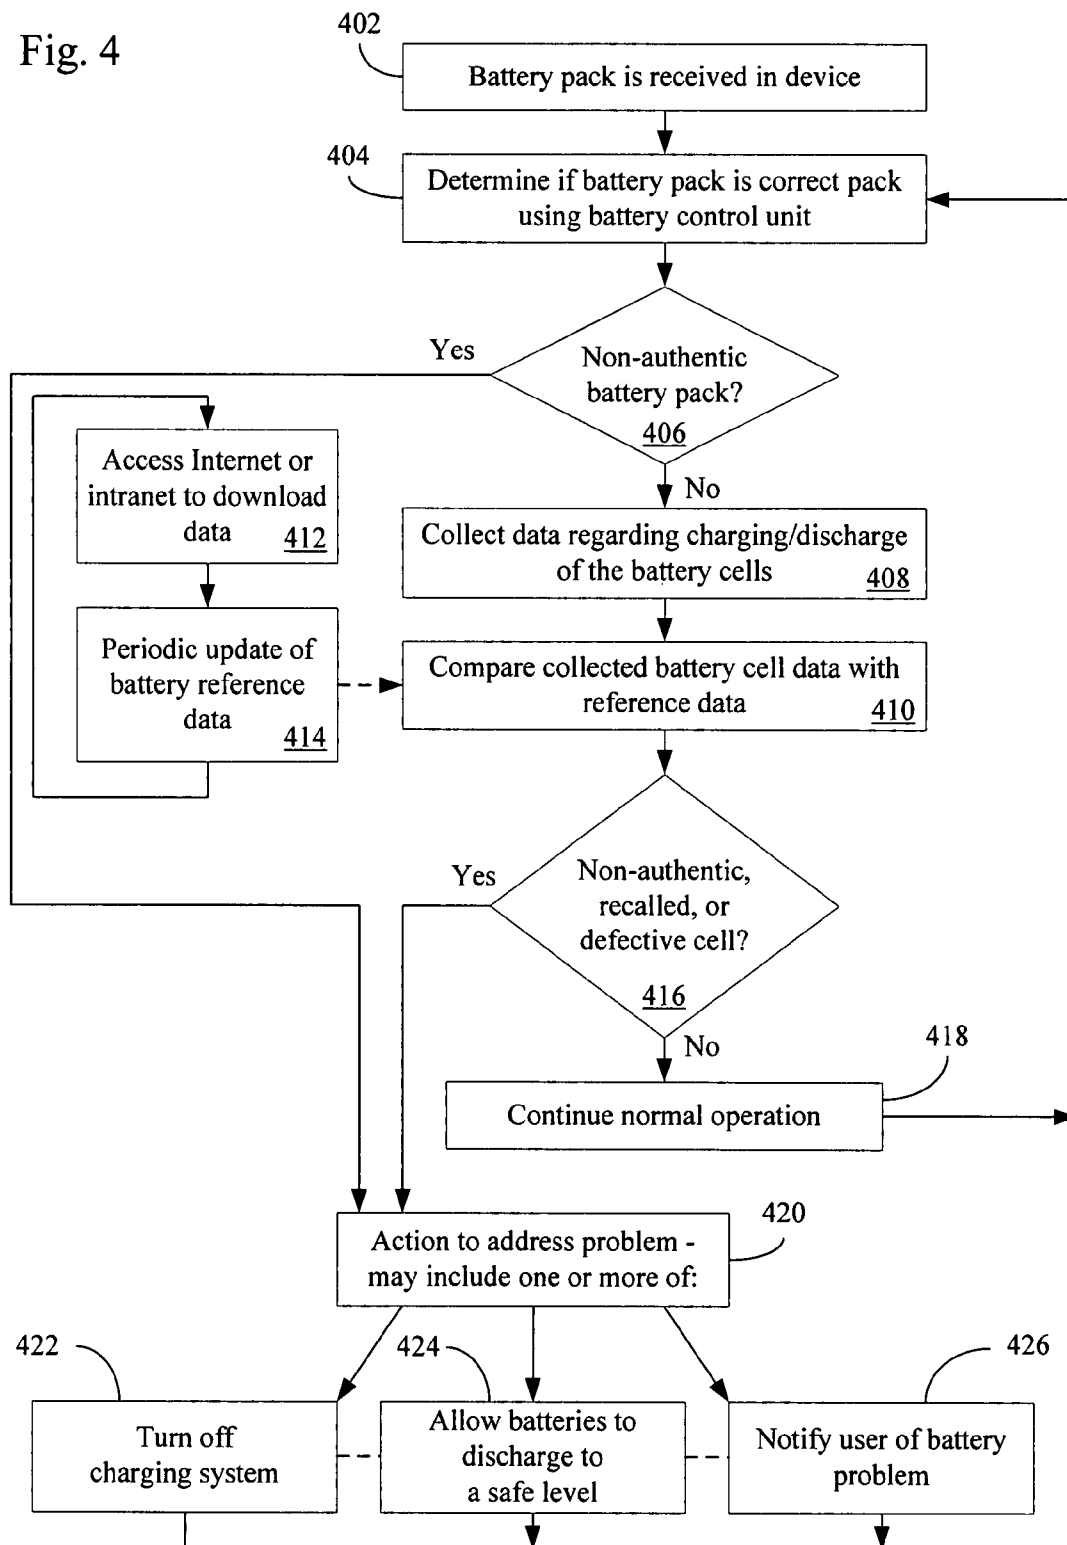 Fig. 4
402
Battery pack is received in device
404
Determine if battery pack is correct pack
using battery control unit
Yes
Non-authentic
battery pack?
406
No
Access Internet or
intranet to download
data
412
Collect data regarding charging/discharge
of the battery cells
408
Periodic update of
battery reference
data
414
Compare collected battery cell data with
reference data
410
Yes
Non-authentic,
recalled, or
defective cell?
416
No
418
Continue normal operation
420
Action to address problem -
may include one or more of:
422
424
426
Turn off
charging system
Allow batteries to
discharge to
a safe level
Notify user of battery
problem